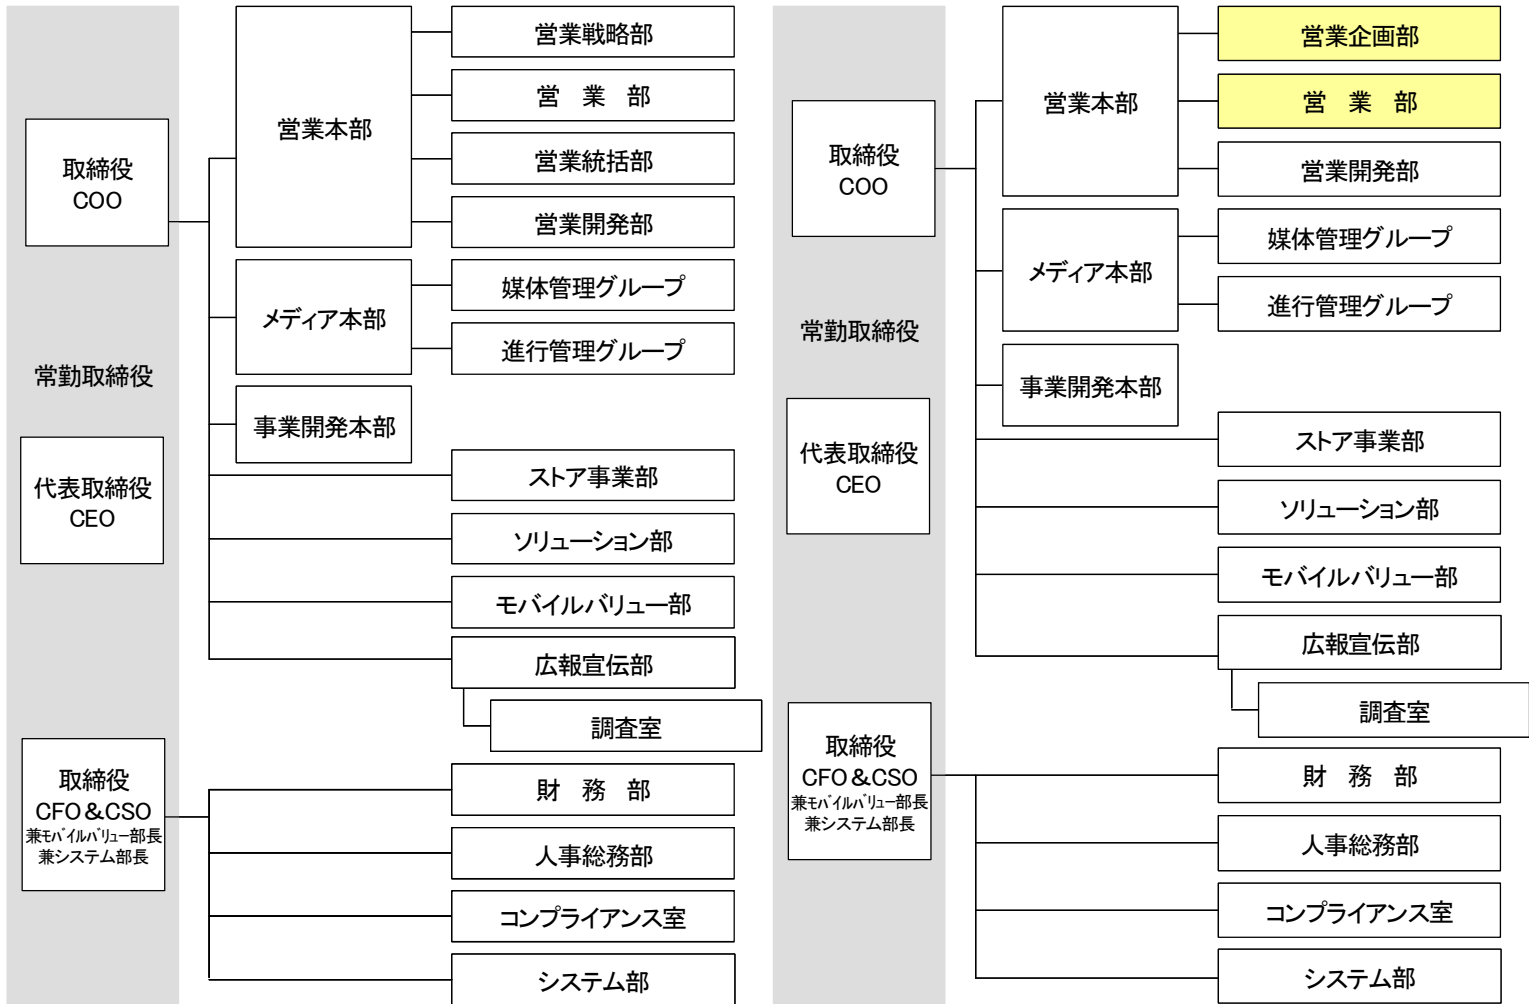 営業戦略部
営　業　部
営業本部
営業統括部
取締役
COO
営業開発部
媒体管理グループ
メディア本部
進行管理グループ
常勤取締役
事業開発本部
ストア事業部
代表取締役
CEO
ソリューション部
モバイルバリュー部
広報宣伝部
調査室
取締役
CFO&CSO
兼ﾓﾊﾞｲﾙﾊﾞﾘｭｰ部長
兼システム部長
財　務　部
人事総務部
コンプライアンス室
システム部
営業企画部
営　業　部
営業本部
取締役
COO
営業開発部
媒体管理グループ
メディア本部
進行管理グループ
常勤取締役
事業開発本部
ストア事業部
代表取締役
CEO
ソリューション部
モバイルバリュー部
広報宣伝部
調査室
取締役
CFO&CSO
兼ﾓﾊﾞｲﾙﾊﾞﾘｭｰ部長
兼システム部長
財　務　部
人事総務部
コンプライアンス室
システム部